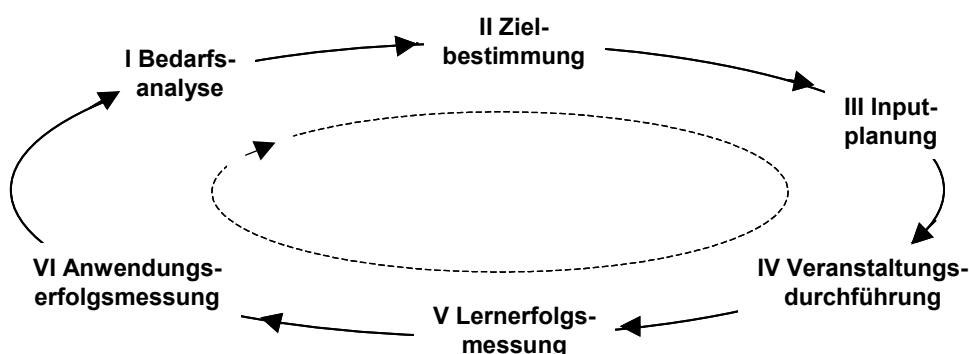 I Bedarfs-
analyse
II Ziel-
bestimmung
III Input-
planung
IV Veranstaltungs-
durchführung
V Lernerfolgs-
messung
VI Anwendungs-
erfolgsmessung